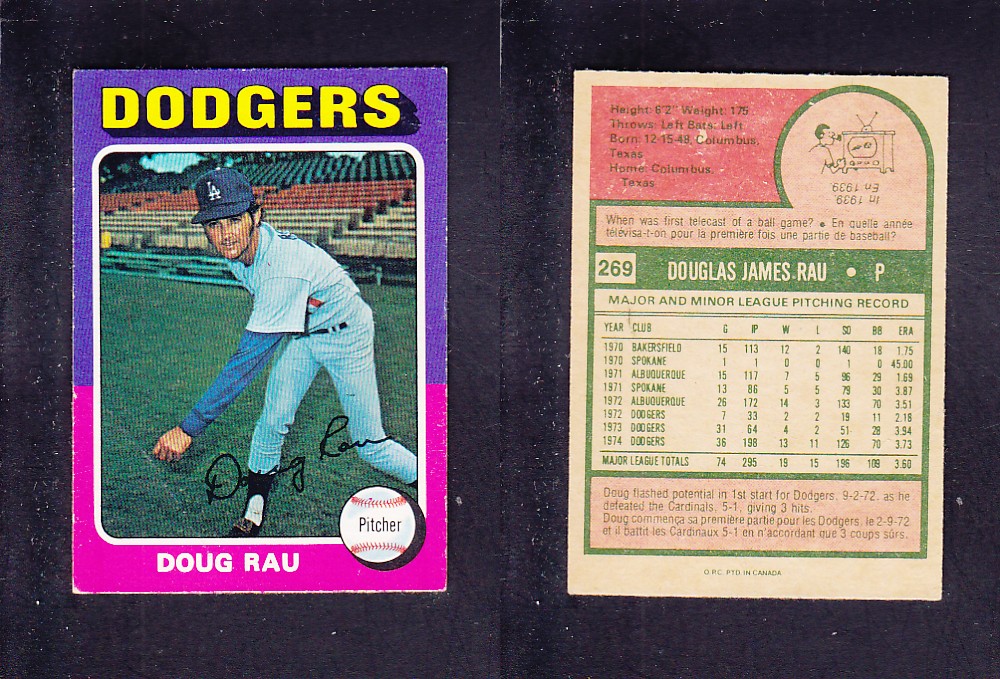 DODGERS
LA
Doug Rau
Pitcher
DOUG RAU
Height: 6'2" Weight: 175
Throws: Left Bats: Left
Born: 12-15-48, Columbus,
Texas
Home: Columbus,
Texas
In 1939.
En 1939.
When was first telecast of a ball game? • En quelle année
télévisa-t-on pour la première fois une partie de baseball?
269 DOUGLAS JAMES RAU • P
MAJOR AND MINOR LEAGUE PITCHING RECORD
YEAR CLUB G IP W L SO BB ERA
1970 BAKERSFIELD 15 113 12 2 140 18 1.75
1970 SPOKANE 1 1 0 0 1 0 45.00
1971 ALBUQUERQUE 15 117 7 5 96 29 1.69
1971 SPOKANE 13 86 5 5 79 30 3.87
1972 ALBUQUERQUE 26 172 14 3 133 70 3.51
1972 DODGERS 7 33 2 2 19 11 2.18
1973 DODGERS 31 64 4 2 51 28 3.94
1974 DODGERS 36 198 13 11 126 70 3.73
MAJOR LEAGUE TOTALS 74 295 19 15 196 109 3.60
Doug flashed potential in 1st start for Dodgers, 9-2-72, as he
defeated the Cardinals, 5-1, giving 3 hits.
Doug commença sa première partie pour les Dodgers, le 2-9-72
et il battit les Cardinaux 5-1 en n'accordant que 3 coups sûrs.
O.P.C. PTD. IN CANADA